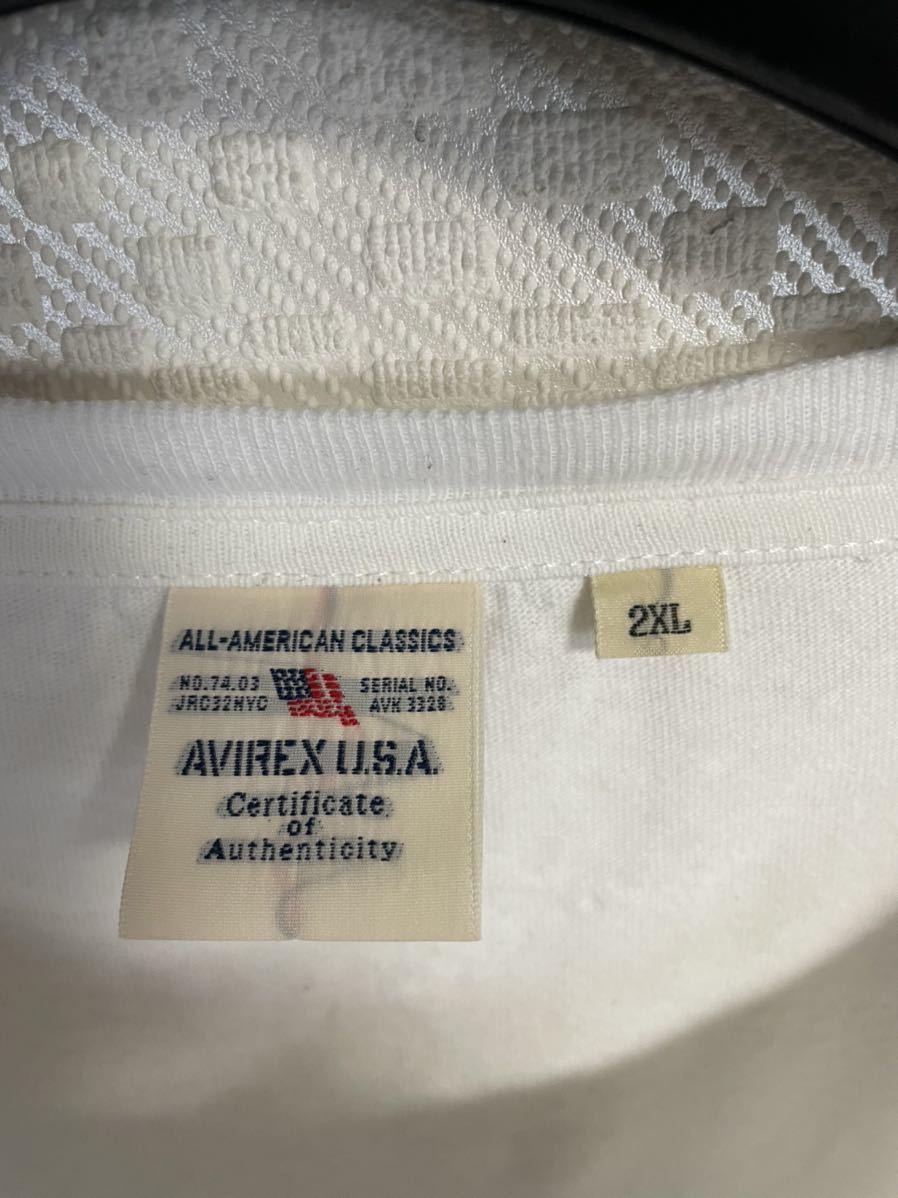 ALL-AMERICAN CLASSICS
NO.74.03 SERIAL NO.
JRC32NYC AVK 3328
AVIREX U.S.A.
Certificate
of
Authenticity
2XL